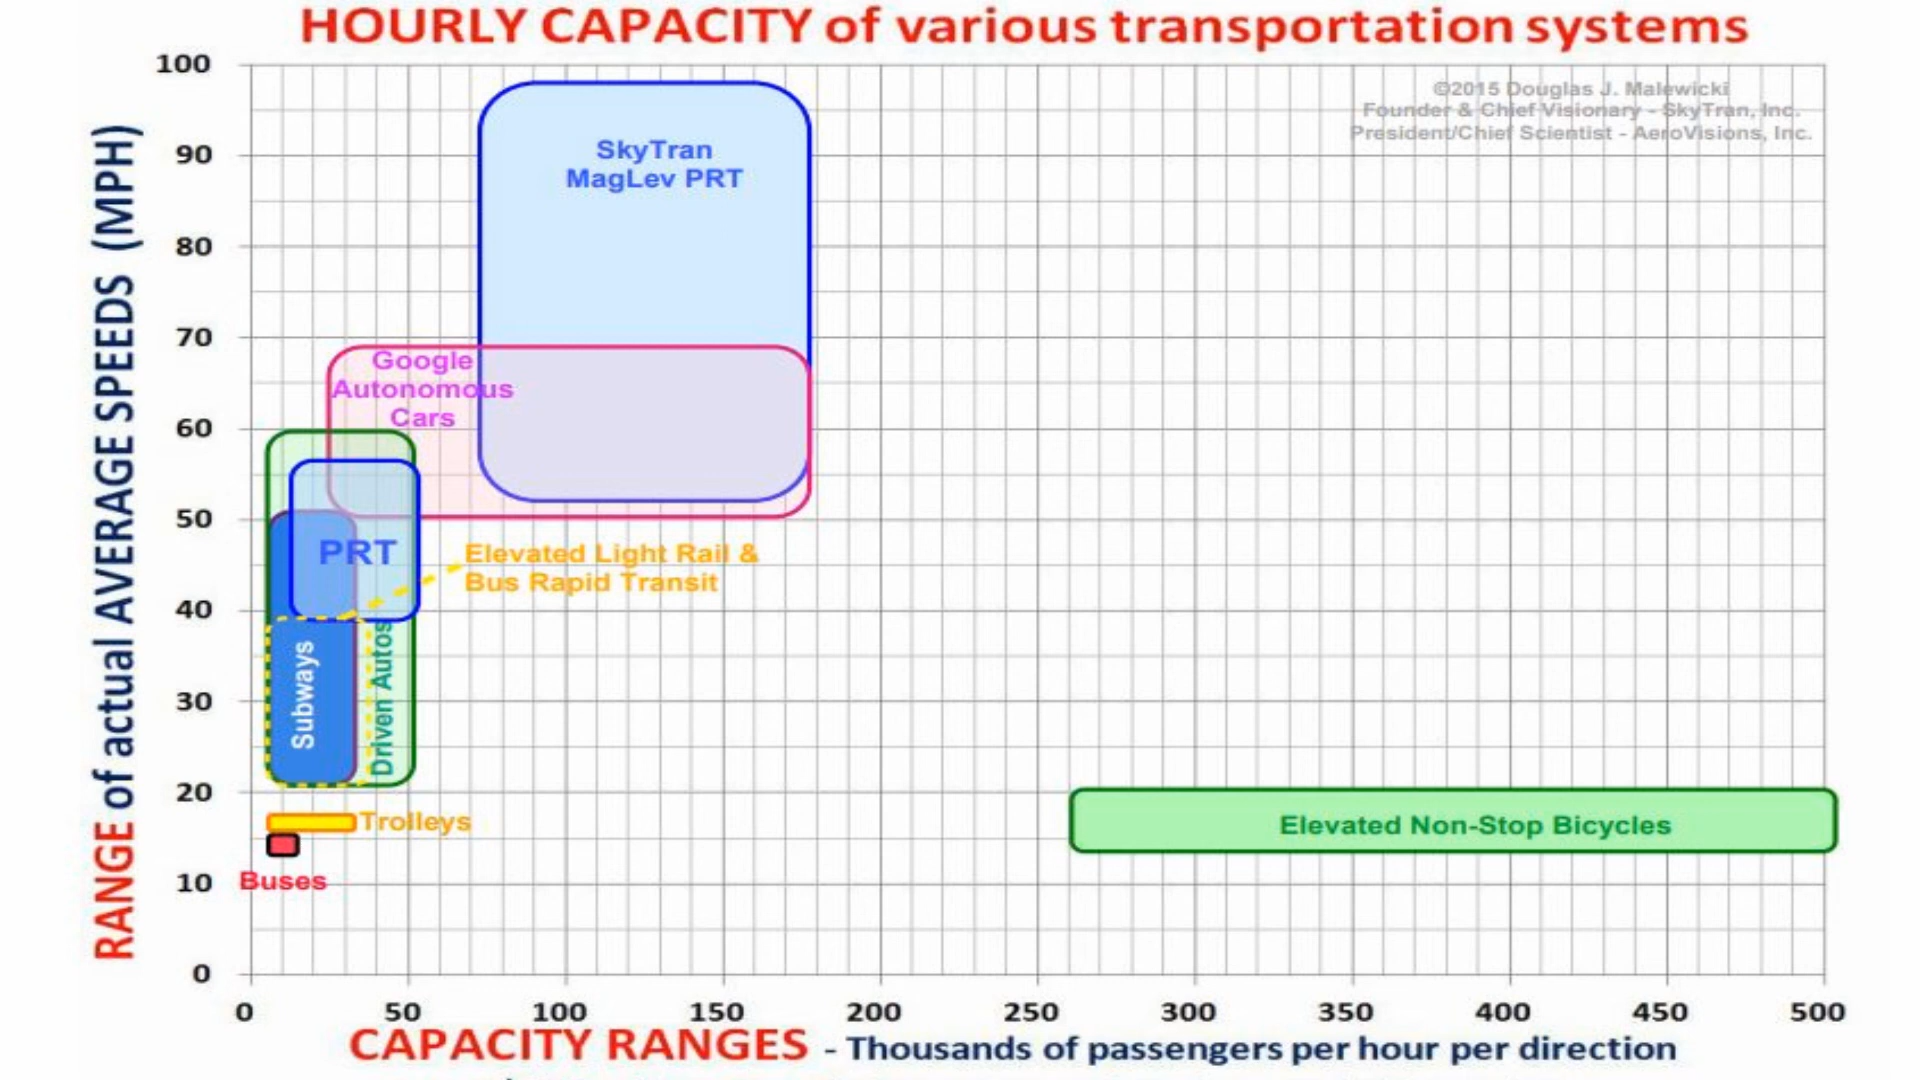 HOURLY CAPACITY of various transportation systems
©2015 Douglas J. Malewicki
Founder & Chief Visionary - SkyTran, Inc.
President/Chief Scientist - AeroVisions, Inc.
RANGE of actual AVERAGE SPEEDS (MPH)
100
90
80
70
60
50
40
30
20
10
0
SkyTran
MagLev PRT
Google
Autonomous
Cars
PRT
Elevated Light Rail &
Bus Rapid Transit
Subways
Driven Autos
Trolleys
Buses
Elevated Non-Stop Bicycles
0 50 100 150 200 250 300 350 400 450 500
CAPACITY RANGES - Thousands of passengers per hour per direction